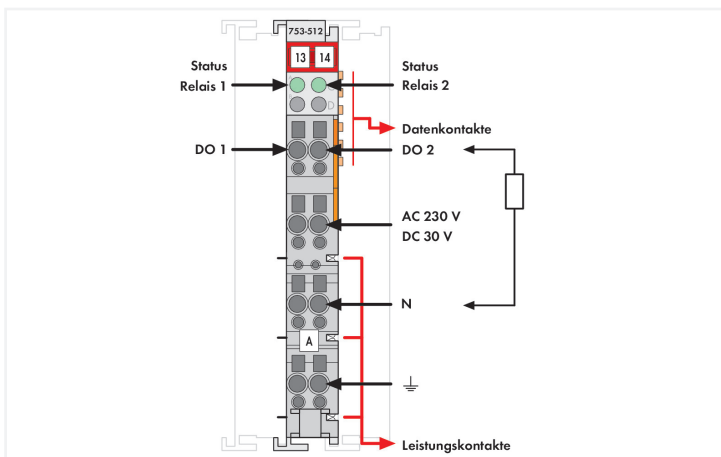 753-512
13 14
Status
Relais 1
Status
Relais 2
Datenkontakte
DO 1
DO 2
AC 230 V
DC 30 V
N
A
Leistungskontakte